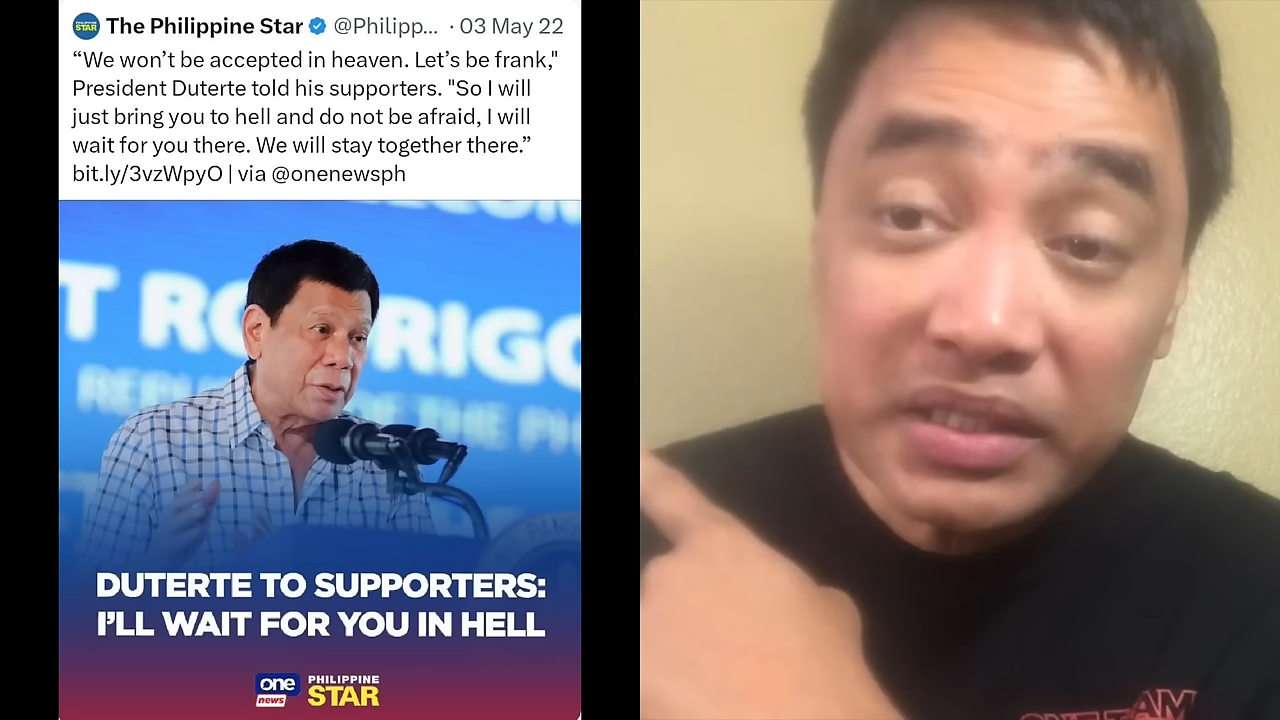 The Philippine Star @Philipp... · 03 May 22
“We won’t be accepted in heaven. Let’s be frank,"
President Duterte told his supporters. "So I will
just bring you to hell and do not be afraid, I will
wait for you there. We will stay together there.”
bit.ly/3vzWpyO | via @onenewsph
T RODRIGO
THE PH
DUTERTE TO SUPPORTERS:
I’LL WAIT FOR YOU IN HELL
one
news
PHILIPPINE
STAR